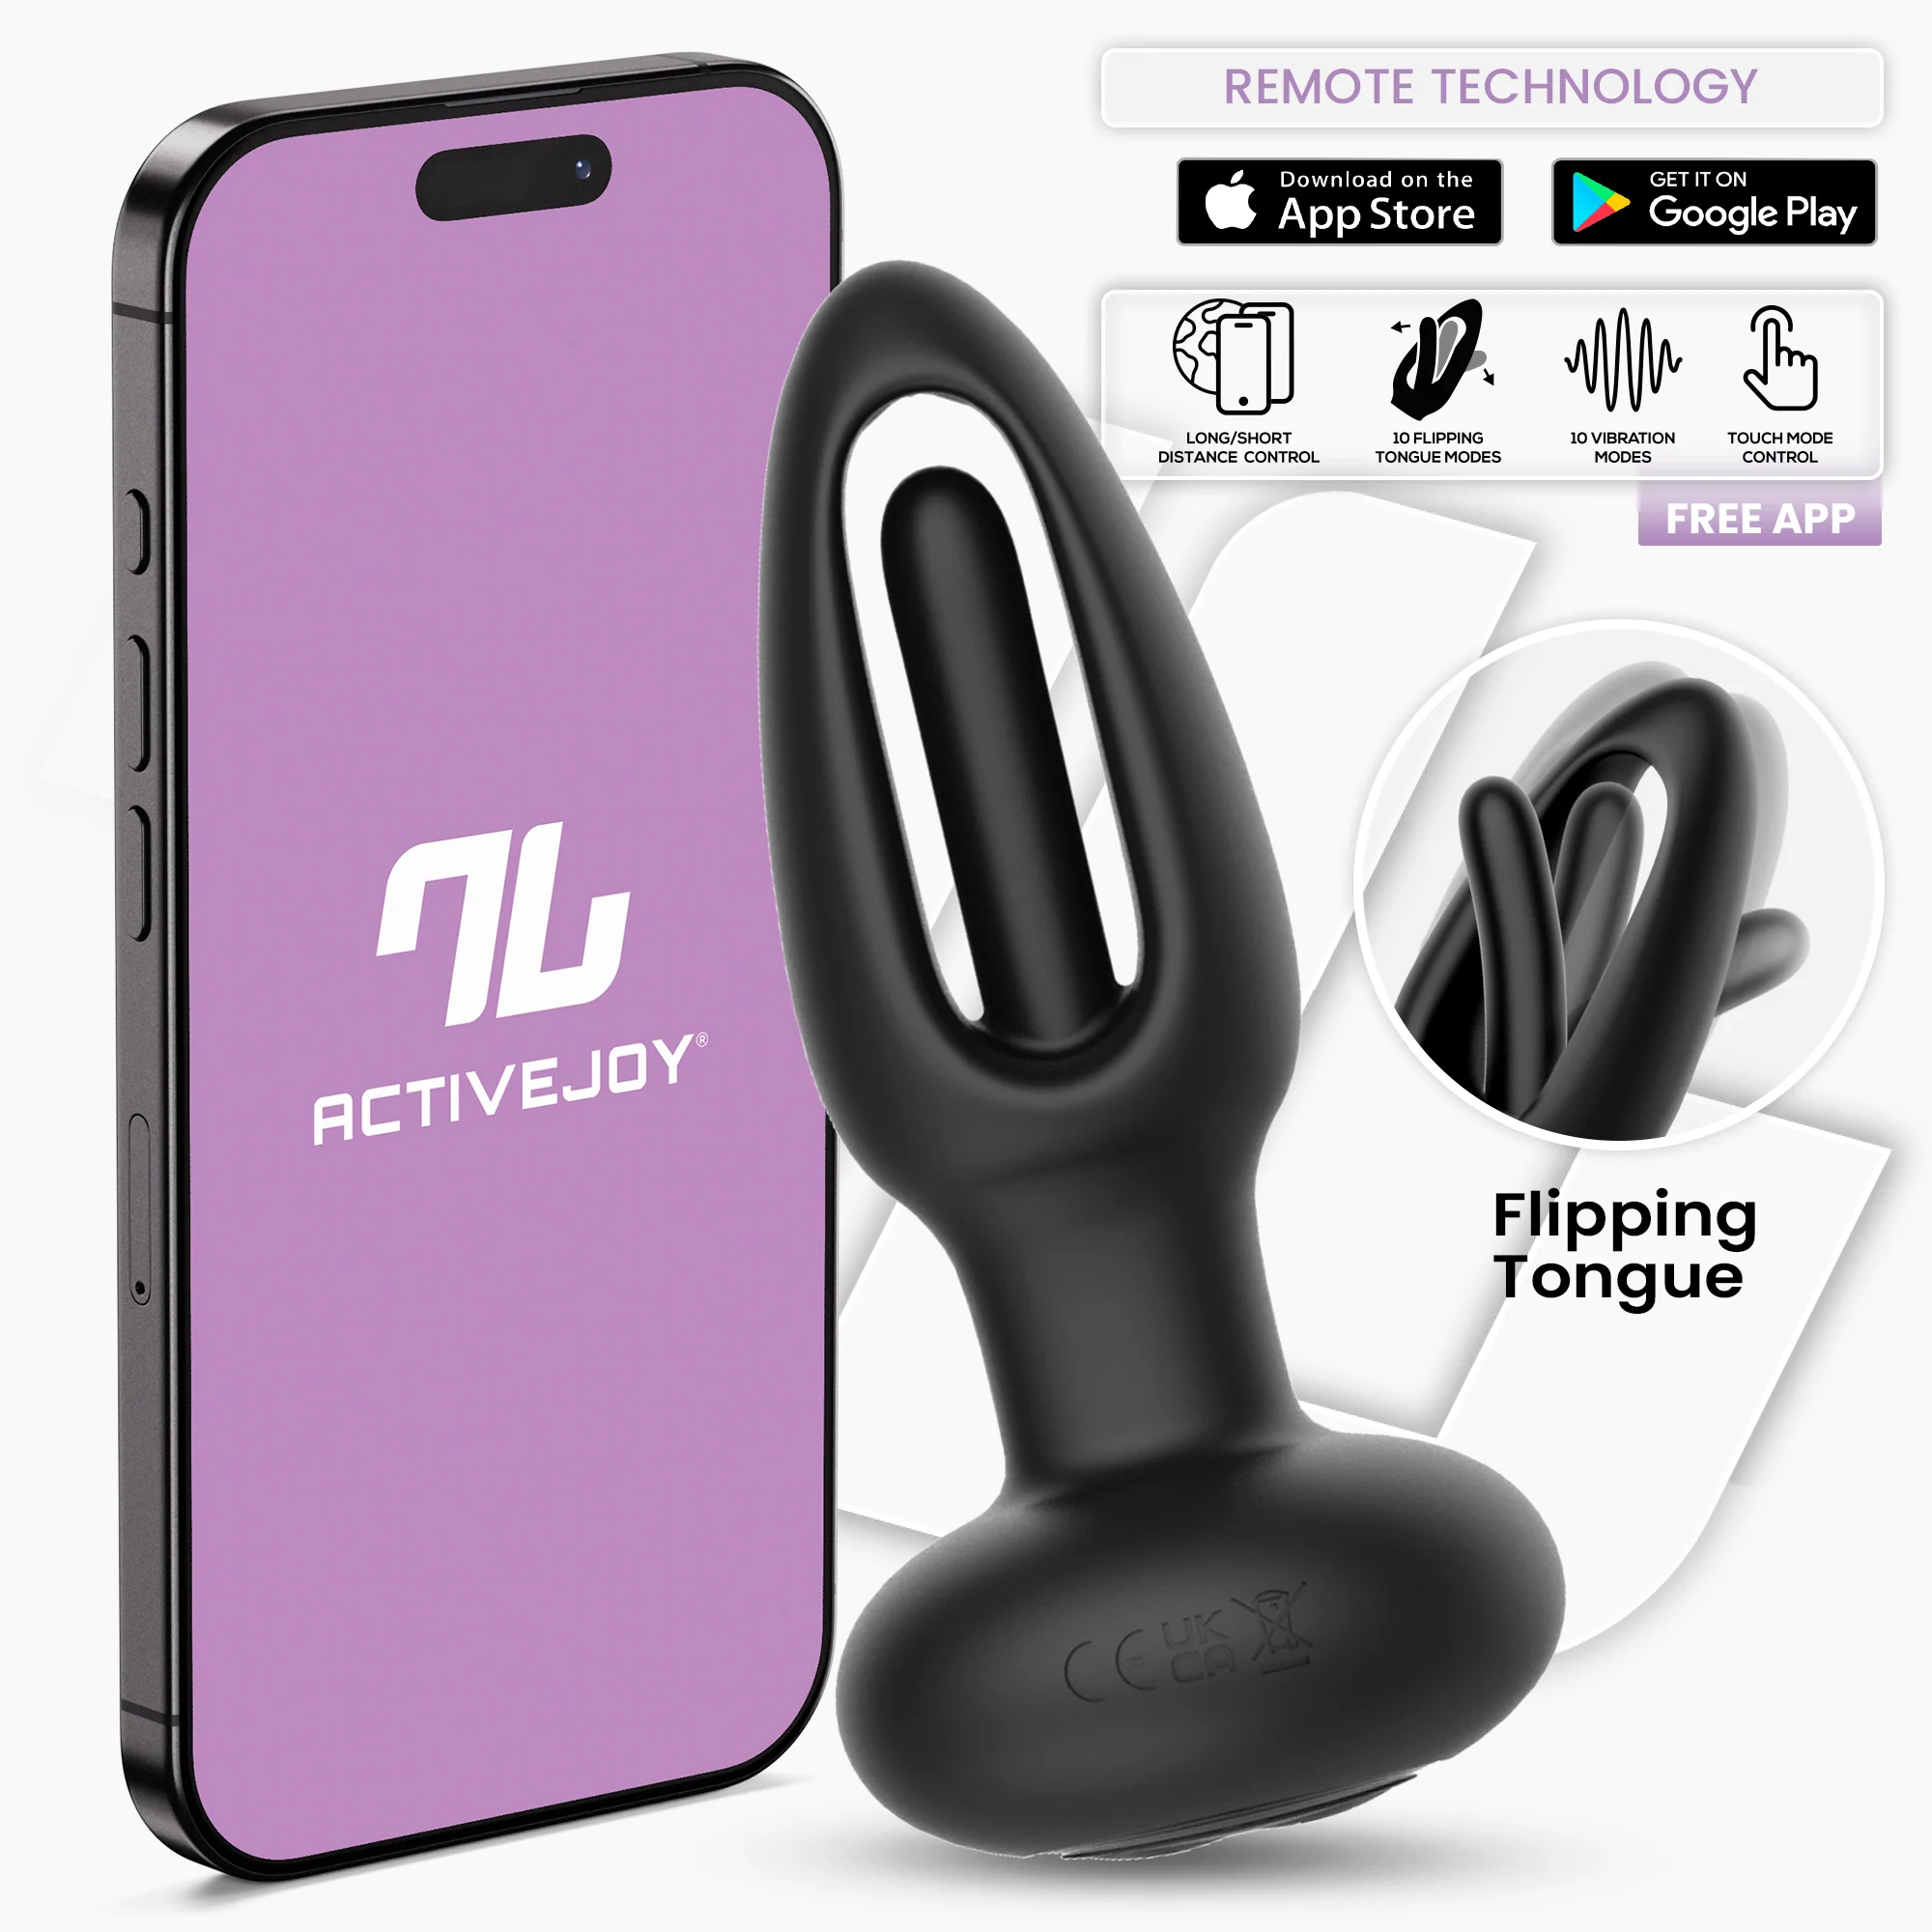 REMOTE TECHNOLOGY
Download on the
App Store
GET IT ON
Google Play
LONG/SHORT
DISTANCE CONTROL
10 FLIPPING
TONGUE MODES
10 VIBRATION
MODES
TOUCH MODE
CONTROL
FREE APP
ACTIVEJOY®
Flipping
Tongue
CE
UK
CA